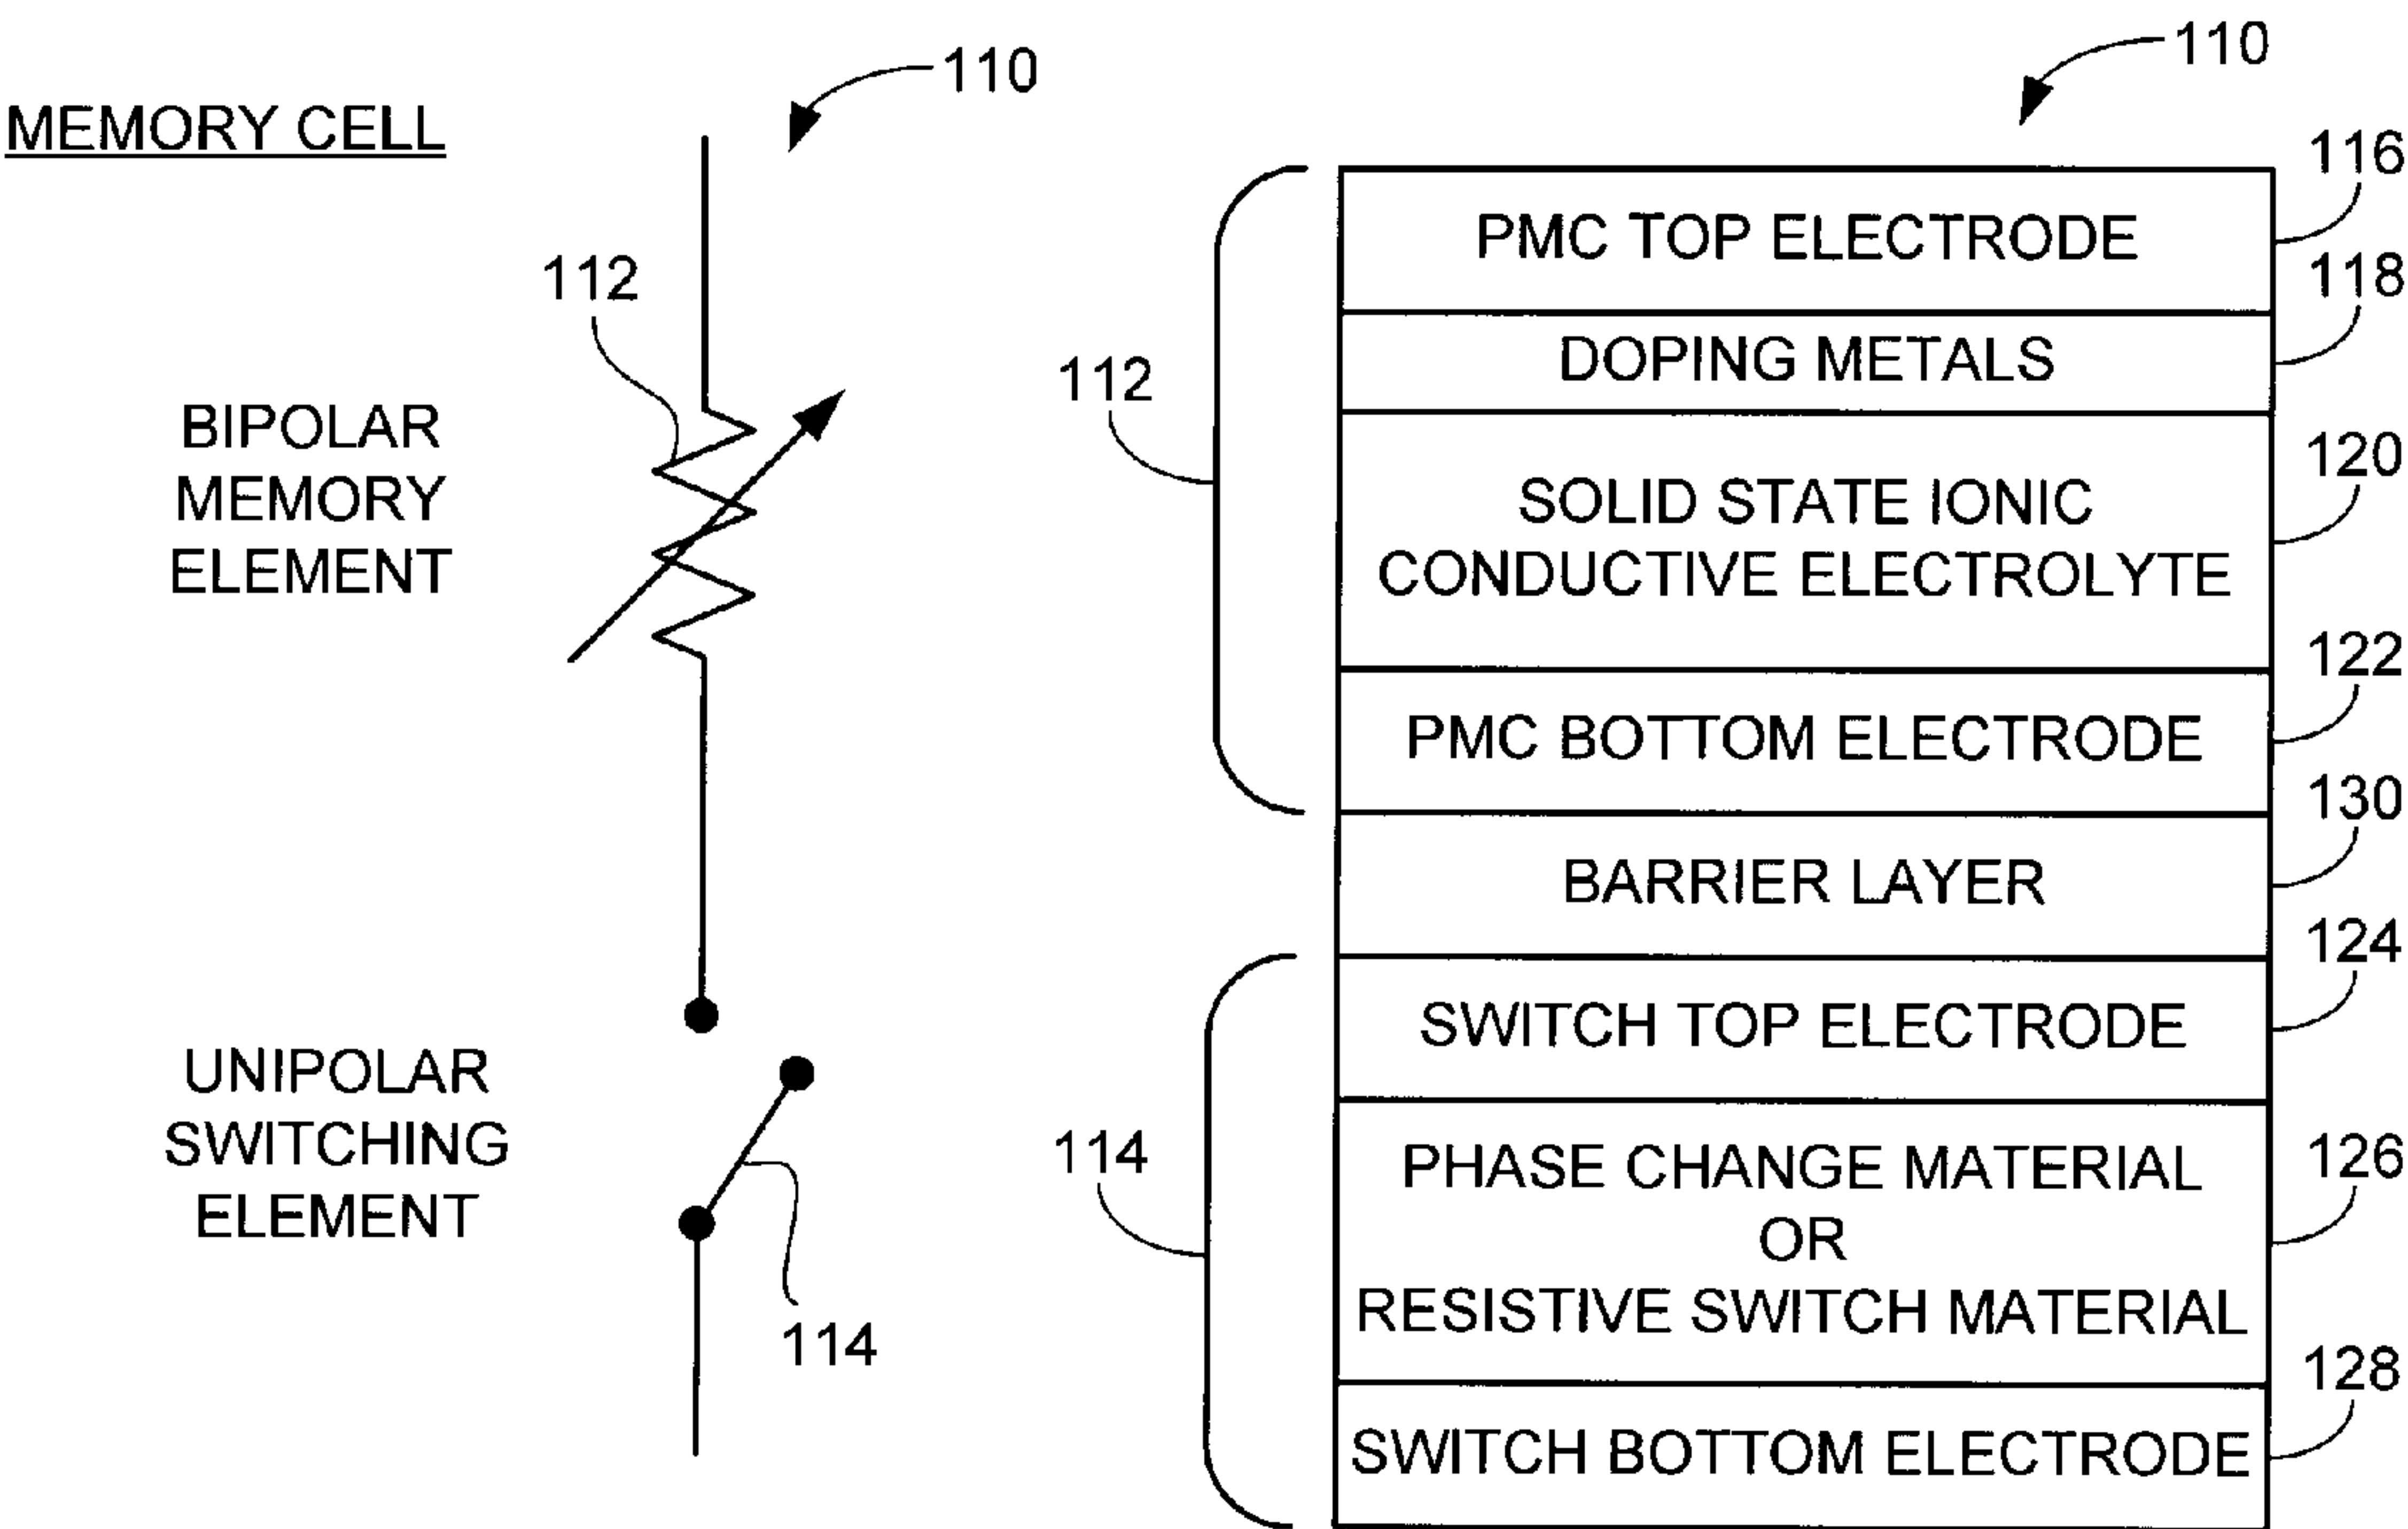 MEMORY CELL
110
112
BIPOLAR
MEMORY
ELEMENT
UNIPOLAR
SWITCHING
ELEMENT
114
110
112
114
PMC TOP ELECTRODE
116
DOPING METALS
118
SOLID STATE IONIC
CONDUCTIVE ELECTROLYTE
120
PMC BOTTOM ELECTRODE
122
BARRIER LAYER
130
SWITCH TOP ELECTRODE
124
PHASE CHANGE MATERIAL
OR
RESISTIVE SWITCH MATERIAL
126
SWITCH BOTTOM ELECTRODE
128